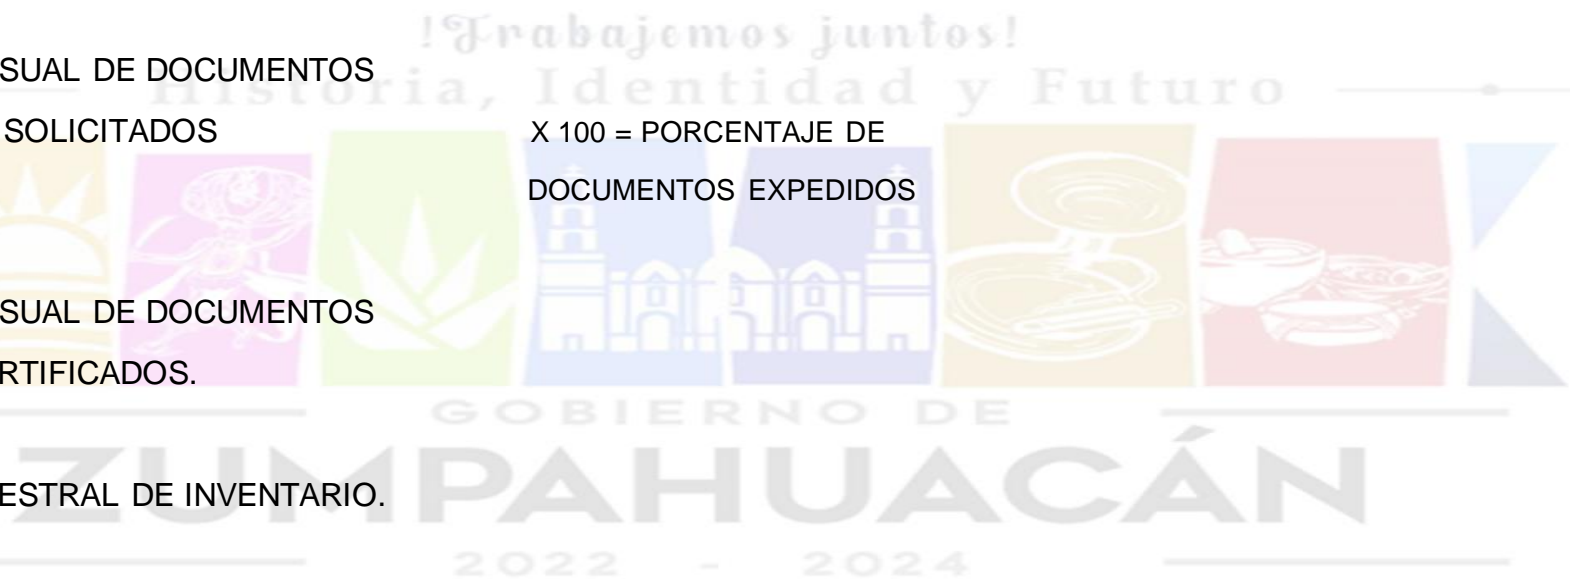 !Trabajemos juntos!
SUAL DE DOCUMENTOS
Historia, Identidad y Futuro
SOLICITADOS X 100 = PORCENTAJE DE
DOCUMENTOS EXPEDIDOS
SUAL DE DOCUMENTOS
RTIFICADOS.
GOBIERNO DE
ZUMPAHUACÁN
ESTRAL DE INVENTARIO.
2022 - 2024